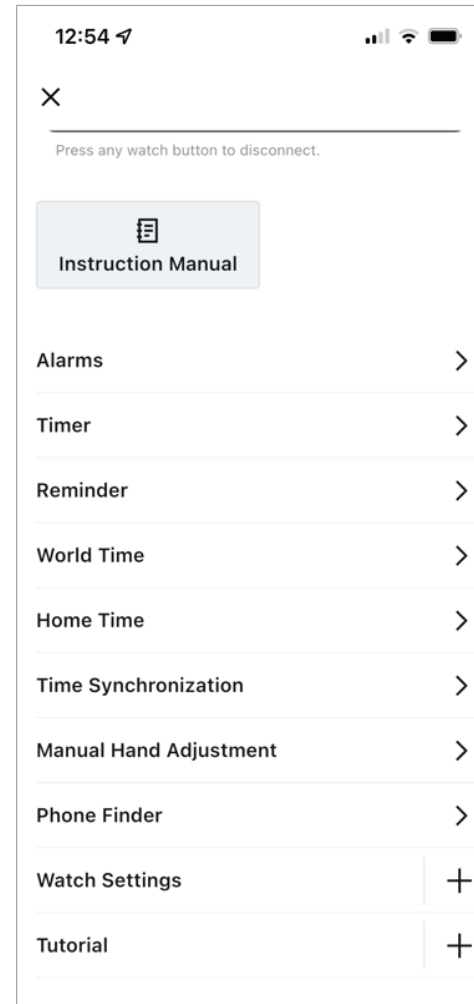 12:54
Press any watch button to disconnect.
Instruction Manual
Alarms
Timer
Reminder
World Time
Home Time
Time Synchronization
Manual Hand Adjustment
Phone Finder
Watch Settings
Tutorial